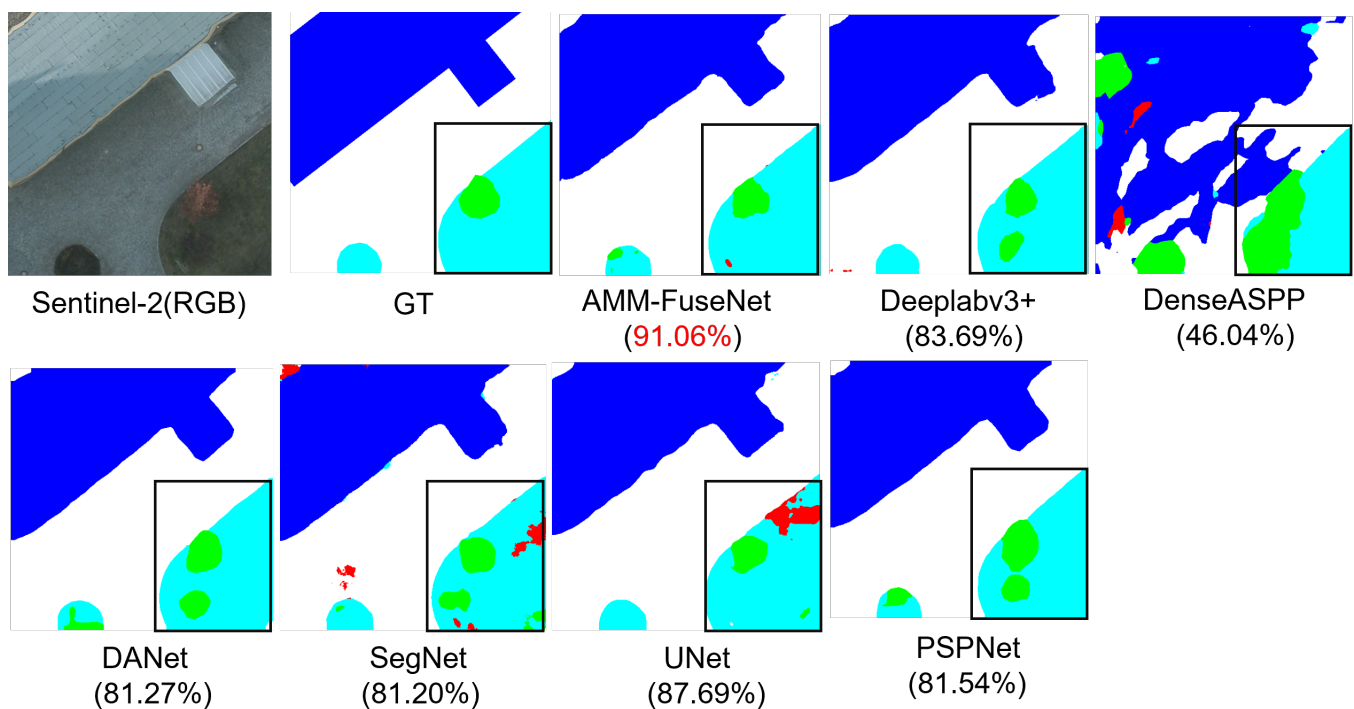 Sentinel-2(RGB)
GT
AMM-FuseNet
(91.06%)
Deeplabv3+
(83.69%)
DenseASPP
(46.04%)
DANet
(81.27%)
SegNet
(81.20%)
UNet
(87.69%)
PSPNet
(81.54%)